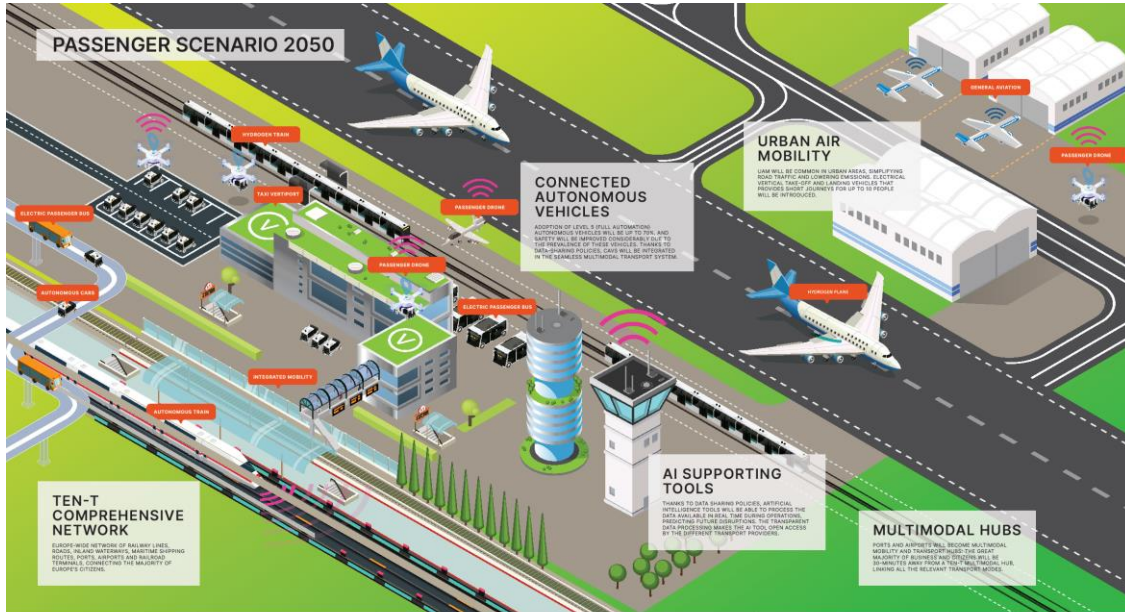 PASSENGER SCENARIO 2050
HYDROGEN TRAIN
TAXI VERTIPORT
ELECTRIC PASSENGER BUS
AUTONOMOUS CARS
PASSENGER DRONE
PASSENGER DRONE
ELECTRIC PASSENGER BUS
INTEGRATED MOBILITY
AUTONOMOUS TRAIN
CONNECTED
AUTONOMOUS
VEHICLES
ADOPTION OF LEVEL 5 (FULL AUTOMATION)
AUTONOMOUS VEHICLES WILL BE UP TO 70%, AND
SAFETY WILL BE IMPROVED CONSIDERABLY DUE TO
THE PREVALENCE OF THESE VEHICLES. THANKS TO
DATA-SHARING POLICIES, CAVS WILL BE INTEGRATED
IN THE SEAMLESS MULTIMODAL TRANSPORT SYSTEM.
URBAN AIR
MOBILITY
UAM WILL BE COMMON IN URBAN AREAS, SIMPLIFYING
ROAD TRAFFIC AND LOWERING EMISSIONS. ELECTRICAL
VERTICAL TAKE-OFF AND LANDING VEHICLES THAT
PROVIDES SHORT JOURNEYS FOR UP TO 10 PEOPLE
WILL BE INTRODUCED.
GENERAL AVIATION
PASSENGER DRONE
HYDROGEN PLANE
V
V
TEN-T
COMPREHENSIVE
NETWORK
EUROPE-WIDE NETWORK OF RAILWAY LINES,
ROADS, INLAND WATERWAYS, MARITIME SHIPPING
ROUTES, PORTS, AIRPORTS AND RAILROAD
TERMINALS, CONNECTING THE MAJORITY OF
EUROPE'S CITIZENS.
AI SUPPORTING
TOOLS
THANKS TO DATA SHARING POLICIES, ARTIFICIAL
INTELLIGENCE TOOLS WILL BE ABLE TO PROCESS THE
DATA AVAILABLE IN REAL TIME DURING OPERATIONS,
PREDICTING FUTURE DISRUPTIONS. THE TRANSPARENT
DATA PROCESSING MAKES THE AI TOOL OPEN ACCESS
BY THE DIFFERENT TRANSPORT PROVIDERS.
MULTIMODAL HUBS
PORTS AND AIRPORTS WILL BECOME MULTIMODAL
MOBILITY AND TRANSPORT HUBS: THE GREAT
MAJORITY OF BUSINESS AND CITIZENS WILL BE
30-MINUTES AWAY FROM A TEN-T MULTIMODAL HUB,
LINKING ALL THE RELEVANT TRANSPORT MODES.